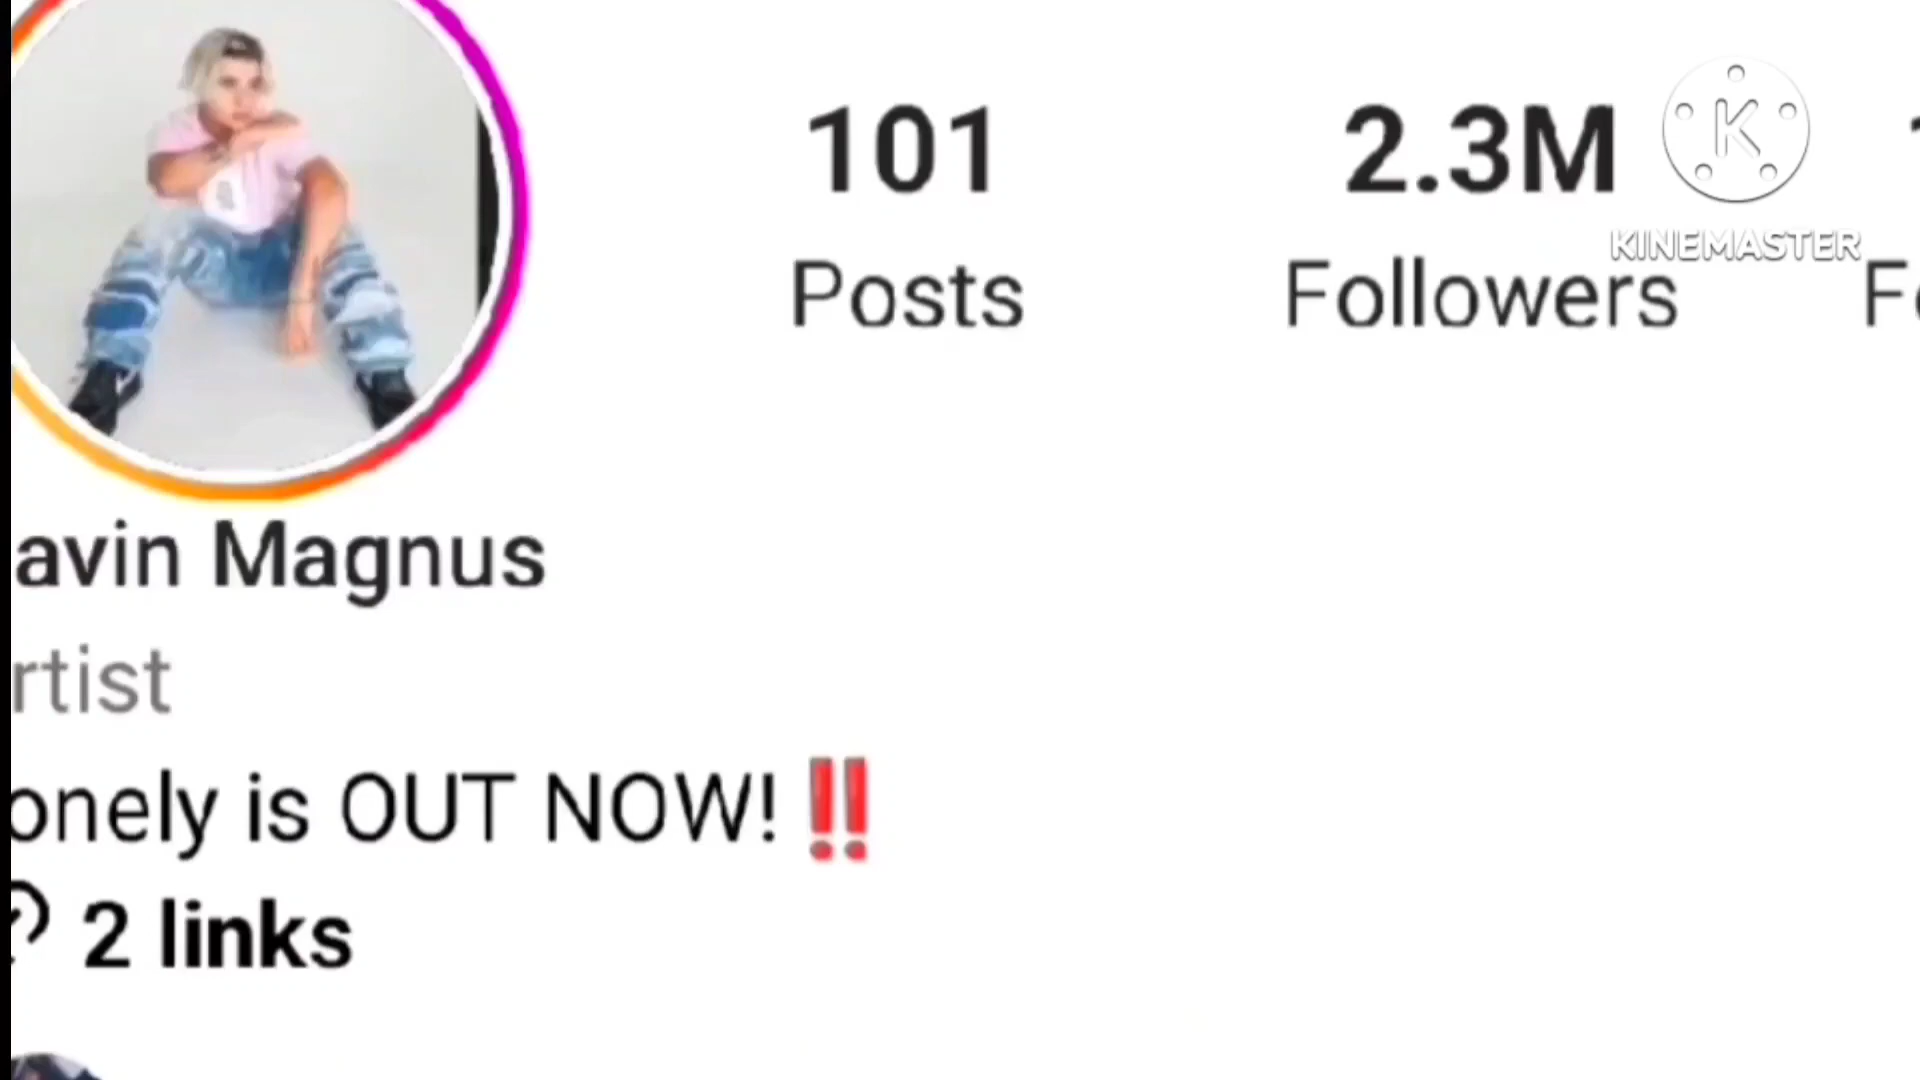 101
2.3M
Posts
Followers
KINEMASTER
avin Magnus
rtist
onely is OUT NOW!‼️
2 links